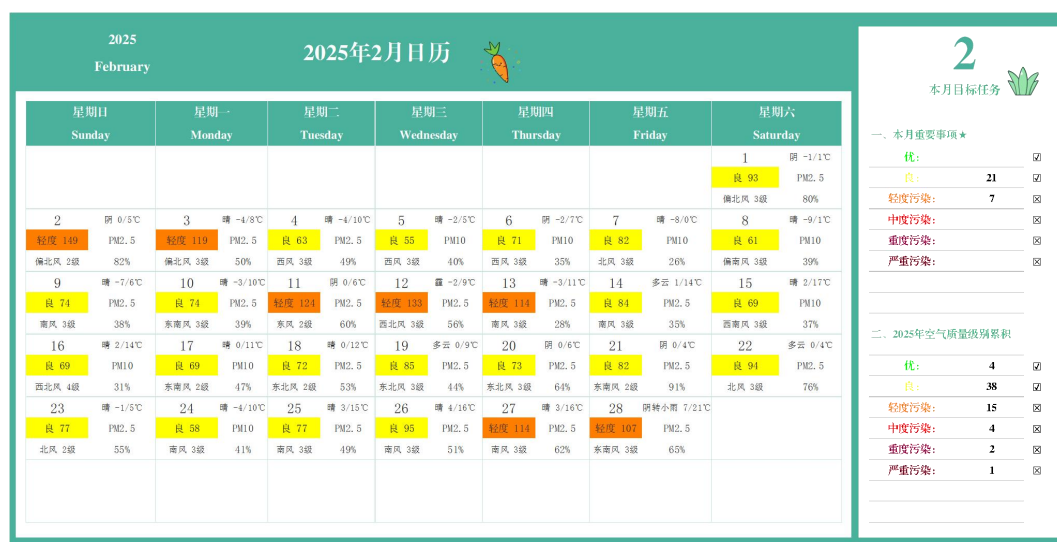 2025
February
2025年2月日历
星期日 星期一 星期二 星期三 星期四 星期五 星期六
Sunday Monday Tuesday Wednesday Thursday Friday Saturday
1 阴 -1/1℃
良 93 PM2.5
偏北风 3级 80%
2 阴 0/5℃ 3 晴 -4/8℃ 4 晴 -4/10℃ 5 晴 -2/5℃ 6 阴 -2/7℃ 7 晴 -8/0℃ 8 晴 -9/1℃
轻度 149 PM2.5 轻度 119 PM2.5 良 63 PM2.5 良 55 PM10 良 71 PM10 良 82 PM10 良 61 PM10
偏北风 2级 82% 偏北风 3级 50% 西风 3级 49% 西风 3级 40% 西风 3级 35% 北风 3级 26% 偏南风 3级 39%
9 晴 -7/6℃ 10 晴 -3/10℃ 11 阴 0/6℃ 12 霾 -2/9℃ 13 晴 -3/11℃ 14 多云 1/14℃ 15 晴 2/17℃
良 74 PM2.5 良 74 PM2.5 轻度 124 PM2.5 轻度 133 PM2.5 轻度 114 PM2.5 良 84 PM2.5 良 69 PM10
南风 3级 38% 东南风 3级 39% 东风 2级 60% 西北风 3级 56% 南风 3级 28% 南风 3级 35% 西南风 3级 37%
16 晴 2/14℃ 17 晴 0/11℃ 18 晴 0/12℃ 19 多云 0/9℃ 20 阴 0/6℃ 21 阴 0/4℃ 22 多云 0/4℃
良 69 PM10 良 69 PM10 良 72 PM2.5 良 85 PM2.5 良 73 PM2.5 良 82 PM2.5 良 94 PM2.5
西北风 4级 31% 东南风 2级 47% 东北风 2级 53% 东北风 3级 44% 东北风 3级 64% 东南风 2级 91% 北风 3级 76%
23 晴 -1/5℃ 24 晴 -4/10℃ 25 晴 3/15℃ 26 晴 4/16℃ 27 晴 3/16℃ 28 阴转小雨 7/21℃
良 77 PM2.5 良 58 PM10 良 77 PM2.5 良 95 PM2.5 轻度 114 PM2.5 轻度 107 PM2.5
北风 2级 55% 南风 3级 41% 南风 3级 49% 南风 3级 51% 南风 3级 62% 东南风 3级 65%
2
本月目标任务
一、本月重要事项★
优: ☑
良: 21 ☑
轻度污染: 7 ☒
中度污染: ☒
重度污染: ☒
严重污染: ☒
二、2025年空气质量级别累积
优: 4 ☑
良: 38 ☑
轻度污染: 15 ☒
中度污染: 4 ☒
重度污染: 2 ☒
严重污染: 1 ☒